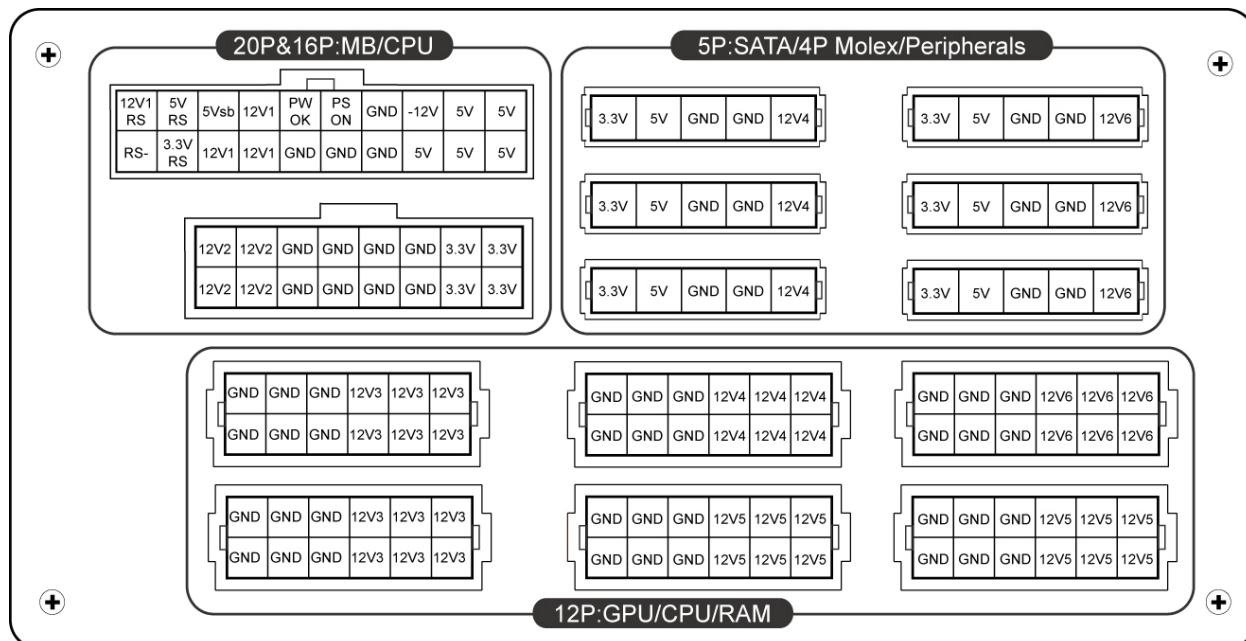 20P&16P:MB/CPU
12V1 RS 5V RS 5Vsb 12V1 PW OK PS ON GND -12V 5V 5V
RS- 3.3V RS 12V1 12V1 GND GND GND 5V 5V 5V
12V2 12V2 GND GND GND GND 3.3V 3.3V
12V2 12V2 GND GND GND GND 3.3V 3.3V
5P:SATA/4P Molex/Peripherals
3.3V 5V GND GND 12V4
3.3V 5V GND GND 12V6
3.3V 5V GND GND 12V4
3.3V 5V GND GND 12V6
3.3V 5V GND GND 12V4
3.3V 5V GND GND 12V6
GND GND GND 12V3 12V3 12V3
GND GND GND 12V3 12V3 12V3
GND GND GND 12V4 12V4 12V4
GND GND GND 12V4 12V4 12V4
GND GND GND 12V6 12V6 12V6
GND GND GND 12V6 12V6 12V6
GND GND GND 12V3 12V3 12V3
GND GND GND 12V3 12V3 12V3
GND GND GND 12V5 12V5 12V5
GND GND GND 12V5 12V5 12V5
GND GND GND 12V5 12V5 12V5
GND GND GND 12V5 12V5 12V5
12P:GPU/CPU/RAM